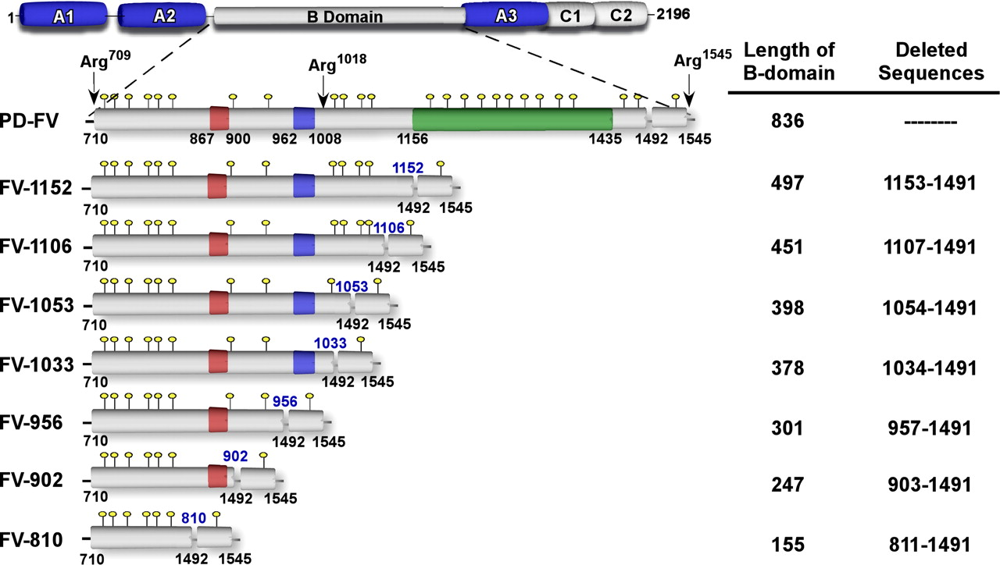 1 A1 A2 B Domain A3 C1 C2 2196
Arg709 Arg1018 Arg1545
Length of B-domain
Deleted Sequences
PD-FV 836 --------
710 867 900 962 1008 1156 1435 1492 1545
1152
FV-1152 497 1153-1491
710 1492 1545
1106
FV-1106 451 1107-1491
710 1492 1545
1053
FV-1053 398 1054-1491
710 1492 1545
1033
FV-1033 378 1034-1491
710 1492 1545
956
FV-956 301 957-1491
710 1492 1545
902
FV-902 247 903-1491
710 1492 1545
810
FV-810 155 811-1491
710 1492 1545